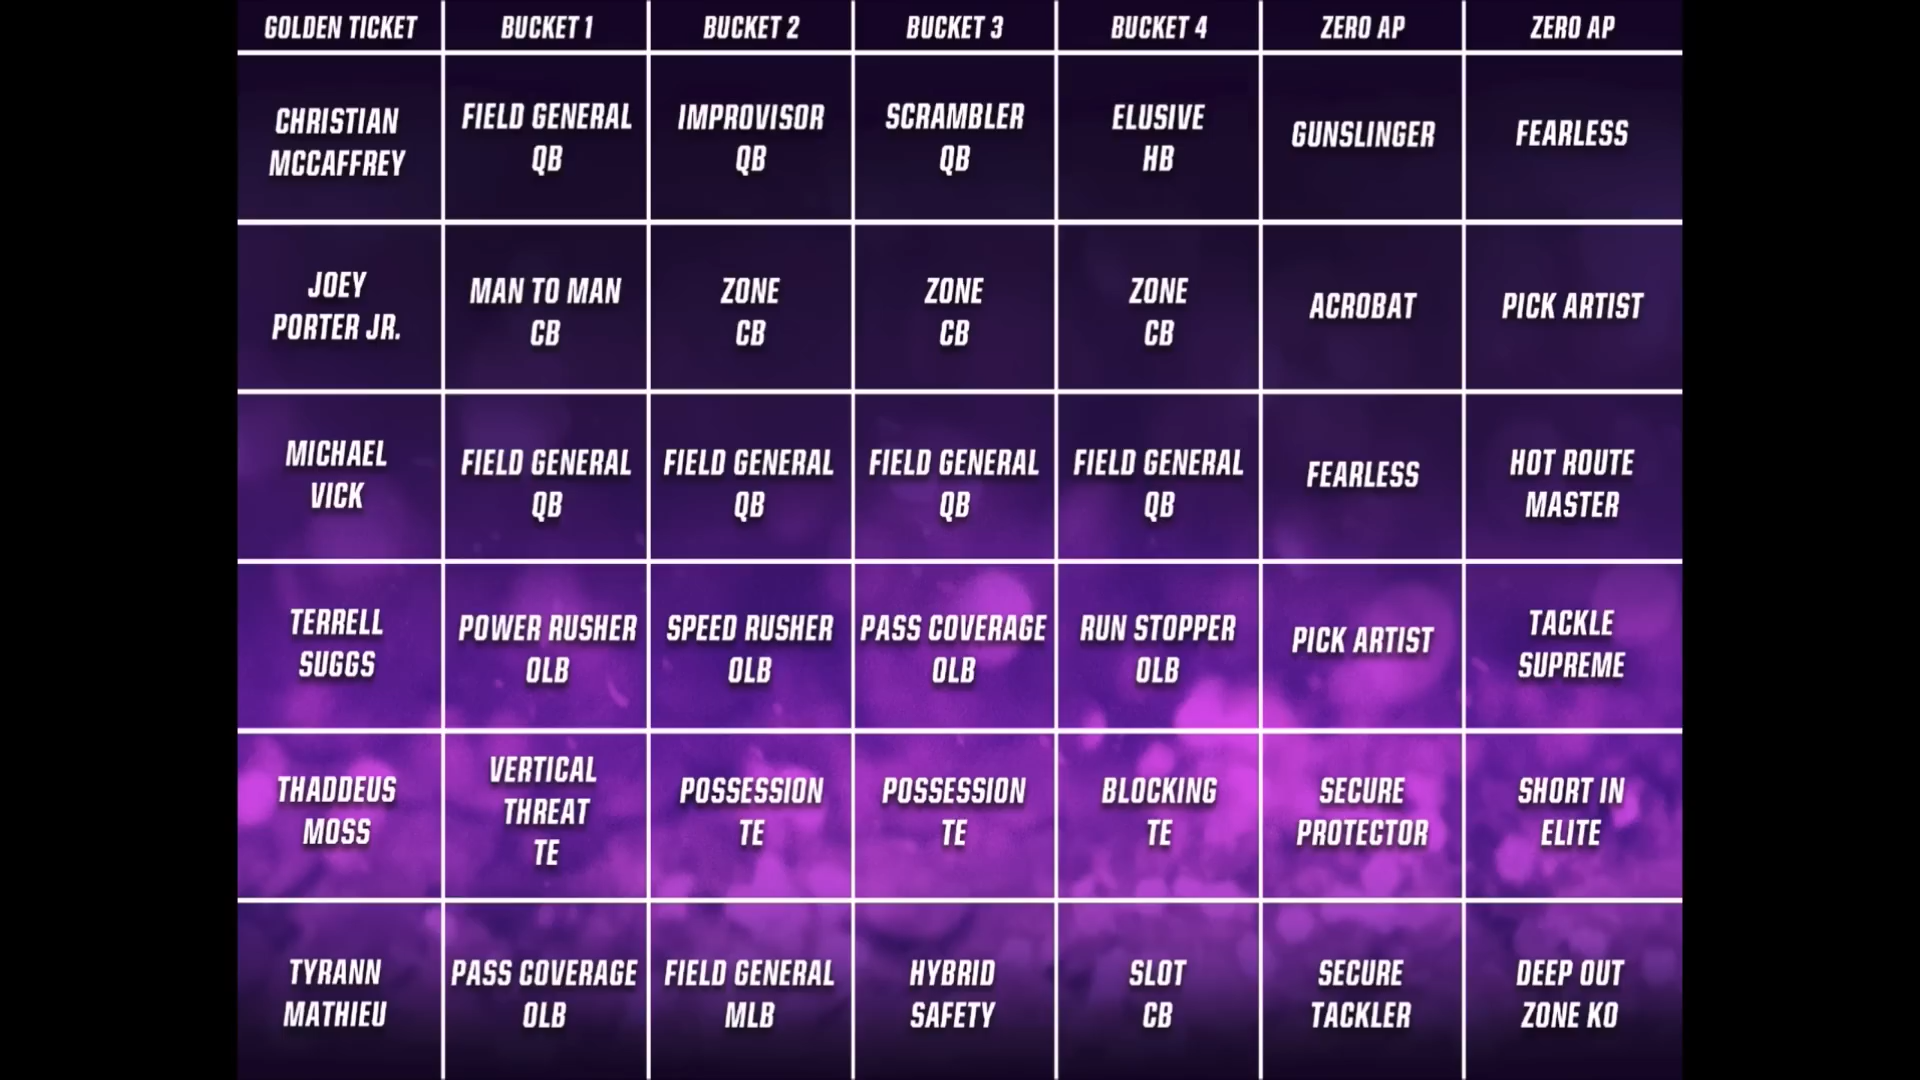 GOLDEN TICKET BUCKET 1 BUCKET 2 BUCKET 3 BUCKET 4 ZERO AP ZERO AP
CHRISTIAN
MCCAFFREY
FIELD GENERAL
QB
IMPROVISOR
QB
SCRAMBLER
QB
ELUSIVE
HB
GUNSLINGER
FEARLESS
JOEY
PORTER JR.
MAN TO MAN
CB
ZONE
CB
ZONE
CB
ZONE
CB
ACROBAT
PICK ARTIST
MICHAEL
VICK
FIELD GENERAL
QB
FIELD GENERAL
QB
FIELD GENERAL
QB
FIELD GENERAL
QB
FEARLESS
HOT ROUTE
MASTER
TERRELL
SUGGS
POWER RUSHER
OLB
SPEED RUSHER
OLB
PASS COVERAGE
OLB
RUN STOPPER
OLB
PICK ARTIST
TACKLE
SUPREME
THADDEUS
MOSS
VERTICAL
THREAT
TE
POSSESSION
TE
POSSESSION
TE
BLOCKING
TE
SECURE
PROTECTOR
SHORT IN
ELITE
TYRANN
MATHIEU
PASS COVERAGE
OLB
FIELD GENERAL
MLB
HYBRID
SAFETY
SLOT
CB
SECURE
TACKLER
DEEP OUT
ZONE KO